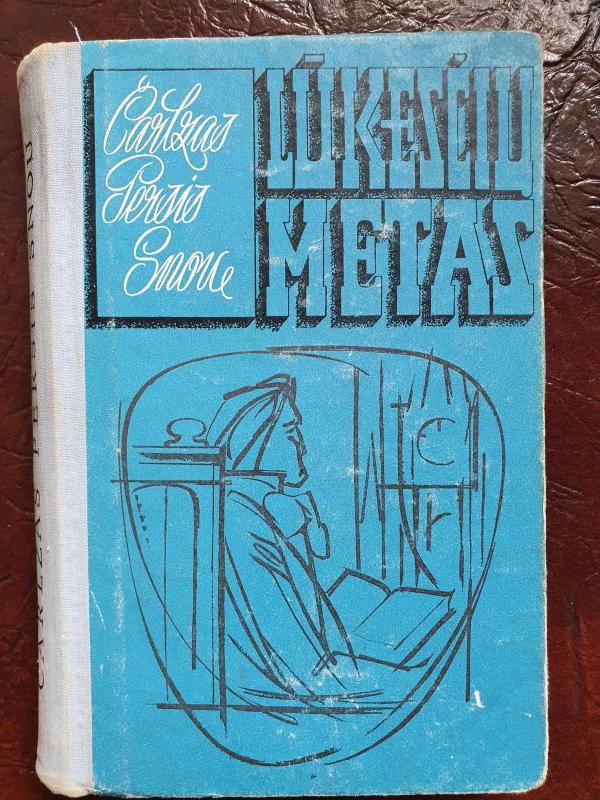 Čarlzas
Persis
Snou
LŪKESČIŲ
METAS
ČARLZAS PERSIS SNOU